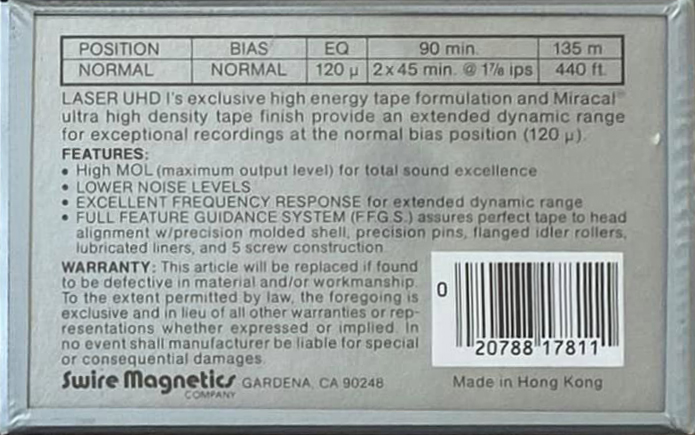 POSITION BIAS EQ 90 min. 135 m
NORMAL NORMAL 120 µ 2x45 min. @ 1⅞ ips 440 ft.
LASER UHD I's exclusive high energy tape formulation and Miracal
ultra high density tape finish provide an extended dynamic range
for exceptional recordings at the normal bias position (120 µ).
FEATURES:
• High MOL (maximum output level) for total sound excellence
• LOWER NOISE LEVELS
• EXCELLENT FREQUENCY RESPONSE for extended dynamic range
• FULL FEATURE GUIDANCE SYSTEM (F.F.G.S.) assures perfect tape to head
alignment w/precision molded shell, precision pins, flanged idler rollers,
lubricated liners, and 5 screw construction.
WARRANTY: This article will be replaced if found
to be defective in material and/or workmanship.
To the extent permitted by law, the foregoing is
exclusive and in lieu of all other warranties or rep-
resentations whether expressed or implied. In
no event shall manufacturer be liable for special
or consequential damages.
0 20788 17811
Swire Magnetics GARDENA, CA 90248
COMPANY
Made in Hong Kong